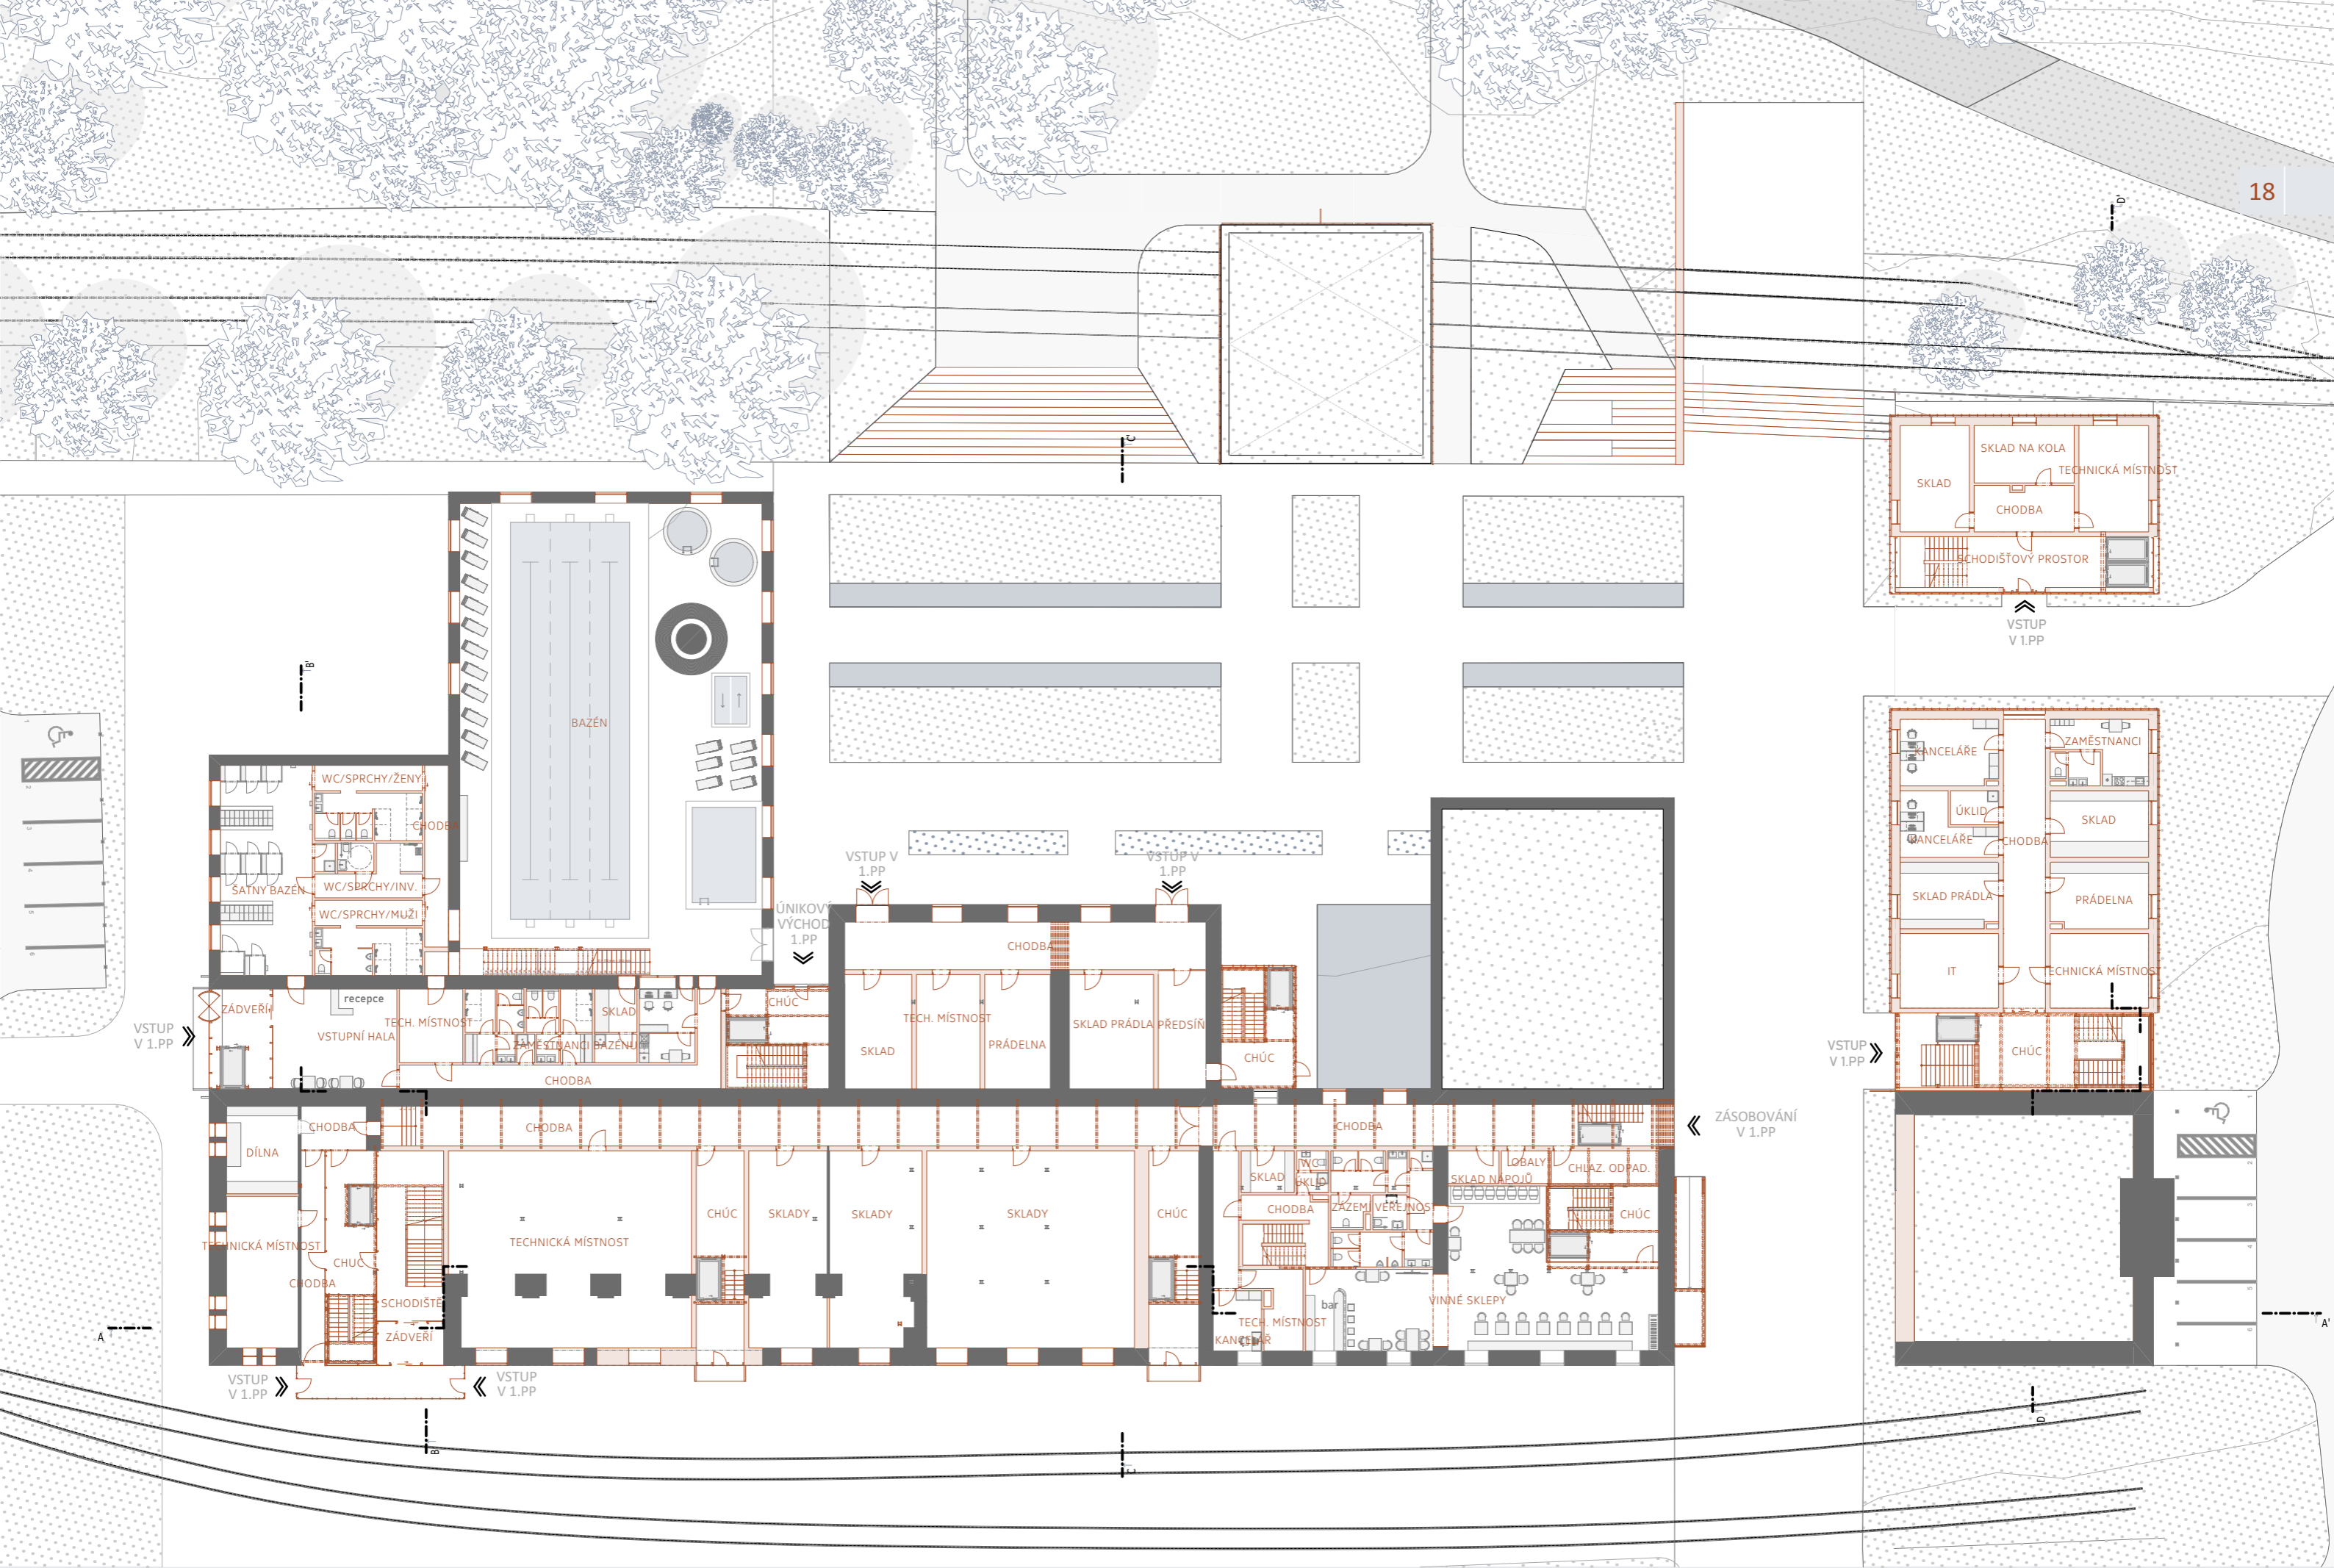 18
D'
C'
SKLAD NA KOLA
TECHNICKÁ MÍSTNOST
SKLAD
CHODBA
SCHODIŠŤOVÝ PROSTOR
VSTUP
V 1.PP
B'
BAZÉN
KANCELÁŘE
ZAMĚSTNANCI
WC/SPRCHY/ŽENY
CHODBA
ÚKLID
SKLAD
KANCELÁŘE
CHODBA
VSTUP V
1.PP
VSTUP V
1.PP
ŠATNY BAZÉN
WC/SPRCHY/INV.
WC/SPRCHY/MUŽI
SKLAD PRÁDLA
PRÁDELNA
ÚNIKOVÝ
VÝCHOD
1.PP
CHODBA
IT
TECHNICKÁ MÍSTNOST
ZÁDVEŘÍ
recepce
VSTUPNÍ HALA
TECH. MÍSTNOST
SKLAD
CHÚC
ZAMĚSTNANCI BAZÉNU
CHODBA
VSTUP
V 1.PP
SKLAD
TECH. MÍSTNOST
PRÁDELNA
SKLAD PRÁDLA
PŘEDSÍŇ
CHÚC
VSTUP
V 1.PP
CHÚC
CHODBA
CHODBA
CHODBA
ZÁSOBOVÁNÍ
V 1.PP
DÍLNA
SKLAD
WC
ÚKLID
SKLAD NÁPOJŮ
OBALY
CHLAZ. ODPAD.
CHODBA
ZÁZEMÍ VEŘEJNOST
CHÚC
TECHNICKÁ MÍSTNOST
CHÚC
CHODBA
SCHODIŠTĚ
ZÁDVEŘÍ
TECHNICKÁ MÍSTNOST
CHÚC
SKLADY
SKLADY
SKLADY
CHÚC
VINNÉ SKLEPY
bar
TECH. MÍSTNOST
KANCELÁŘ
A
A'
VSTUP
V 1.PP
VSTUP
V 1.PP
B
C
D